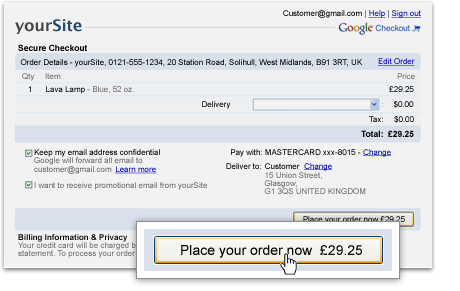 Customer@gmail.com | Help | Sign out
yourSite
Google Checkout
Secure Checkout
Order Details - yourSite, 0121-555-1234, 20 Station Road, Solihull, West Midlands, B91 3RT, UK Edit Order
Qty Item Price
1 Lava Lamp - Blue, 52 oz. £29.25
Delivery : $0.00
Tax: $0.00
Total: £29.25
Keep my email address confidential
Google will forward all email to
customer@gmail.com Learn more
I want to receive promotional email from yourSite
Pay with: MASTERCARD xxx-8015 - Change
Deliver to: Customer Change
15 Union Street,
Glasgow,
G1 3QS UNITED KINGDOM
Place your order now £29.25
Billing Information & Privacy
Your credit card will be charged b
statement. To process your order
Place your order now £29.25